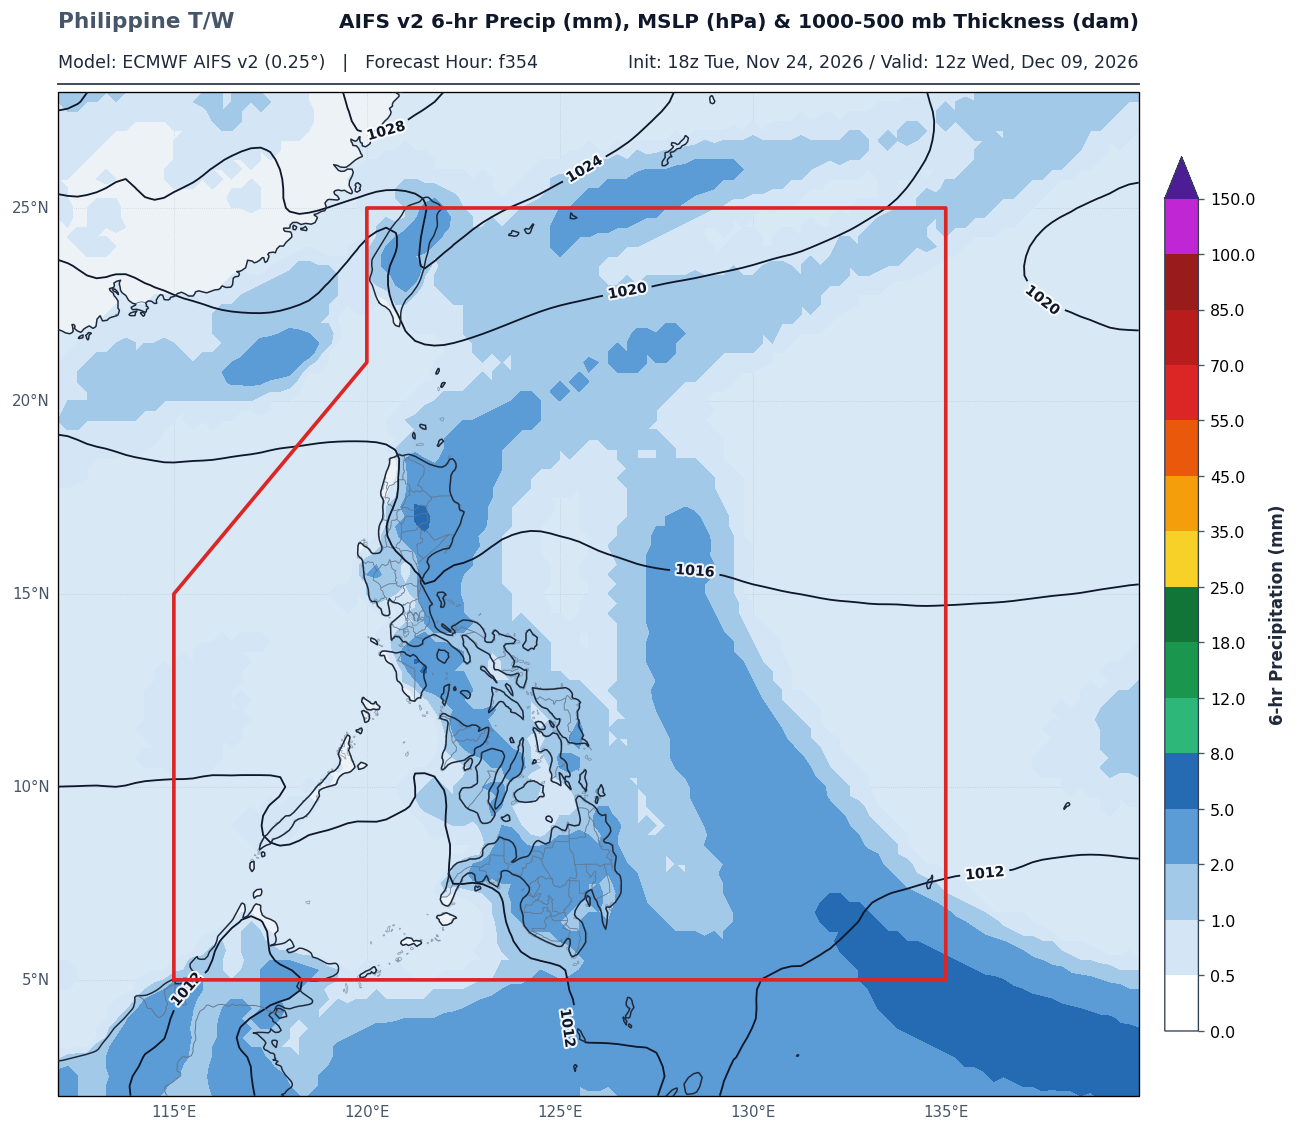 Philippine T/W
AIFS v2 6-hr Precip (mm), MSLP (hPa) & 1000-500 mb Thickness (dam)
Model: ECMWF AIFS v2 (0.25°) | Forecast Hour: f354
Init: 18z Tue, Nov 24, 2026 / Valid: 12z Wed, Dec 09, 2026
1028
1024
1020
1020
1016
1012
1012
1012
25°N
20°N
15°N
10°N
5°N
115°E
120°E
125°E
130°E
135°E
150.0
100.0
85.0
70.0
55.0
45.0
35.0
25.0
18.0
12.0
8.0
5.0
2.0
1.0
0.5
0.0
6-hr Precipitation (mm)